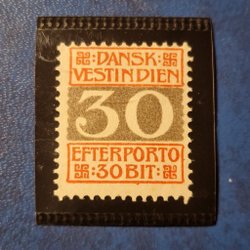 DANSK
VESTINDIEN
30
EFTERPORTO
30 BIT